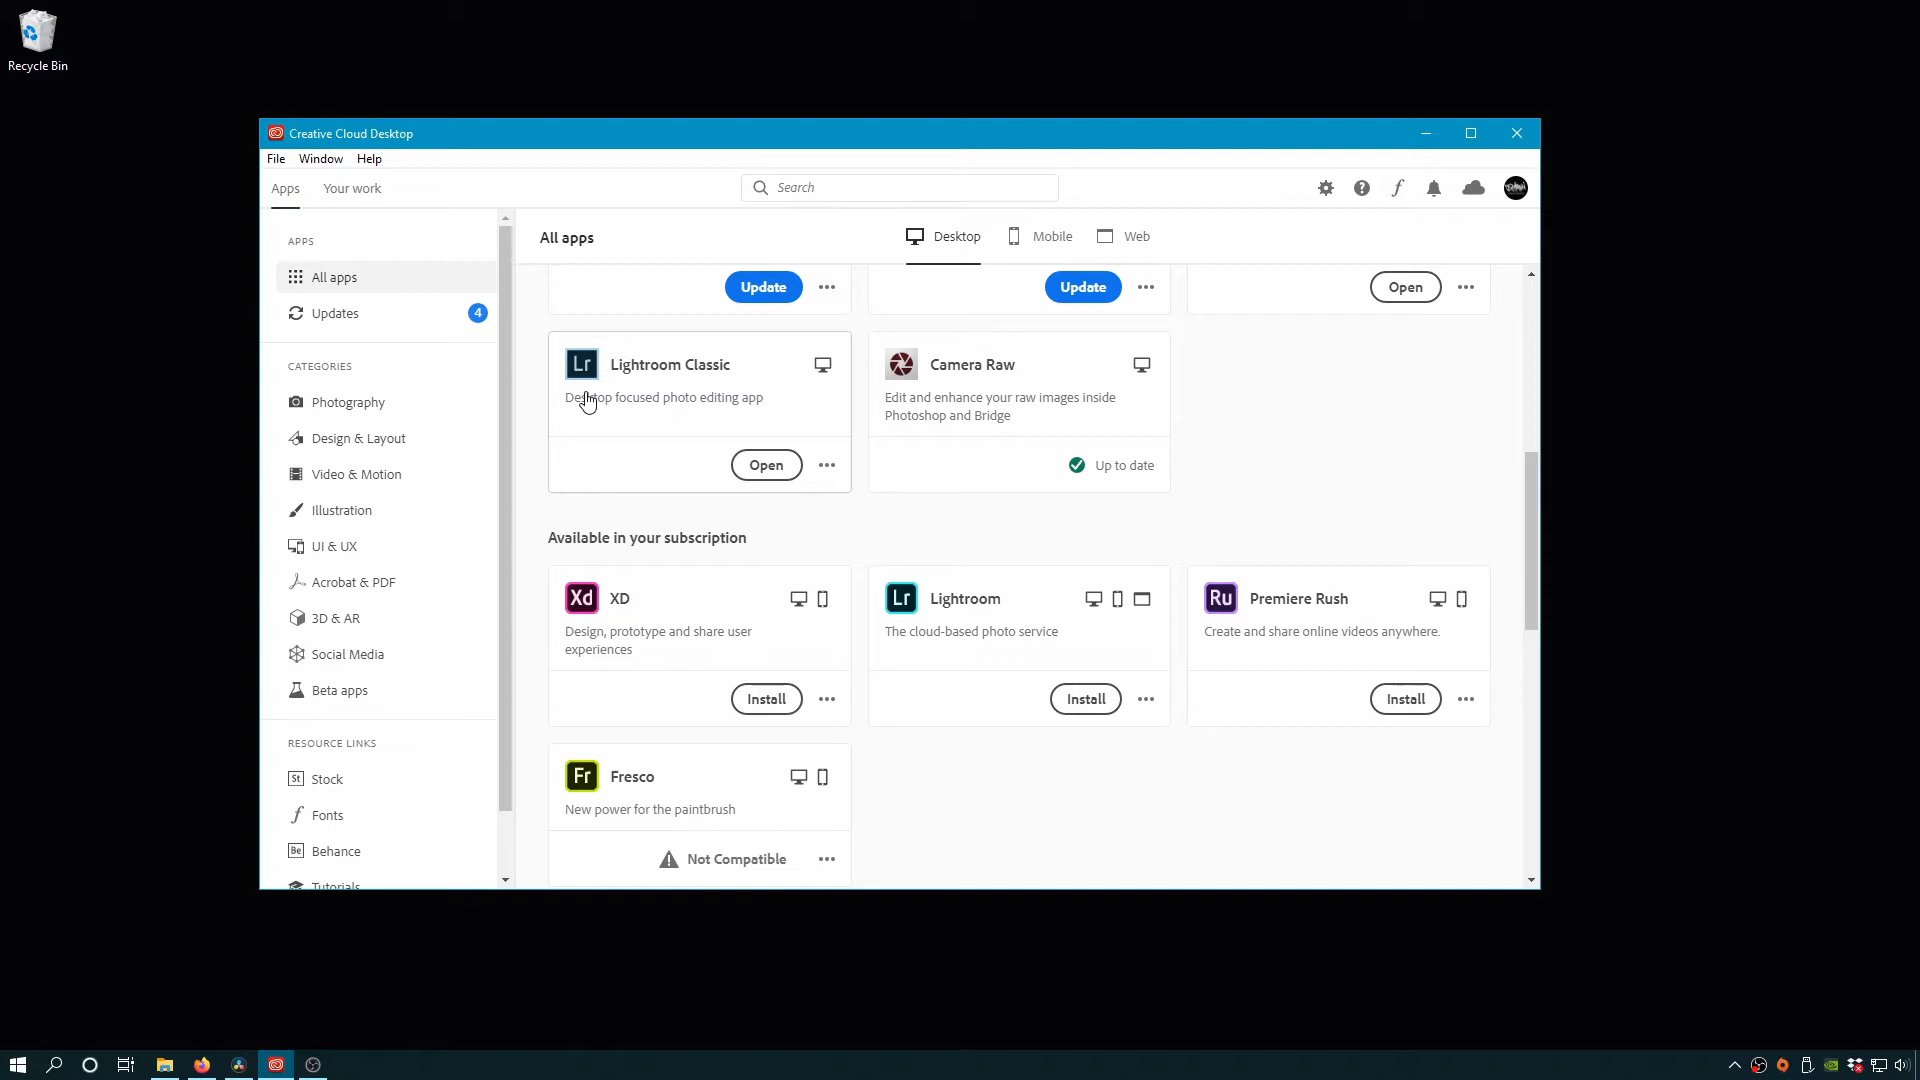 Recycle Bin
Creative Cloud Desktop
File Window Help
Apps Your work
Search
APPS
All apps
Updates 4
CATEGORIES
Photography
Design & Layout
Video & Motion
Illustration
UI & UX
Acrobat & PDF
3D & AR
Social Media
Beta apps
RESOURCE LINKS
St Stock
Fonts
Be Behance
Tutorials
All apps
Desktop Mobile Web
Update
Update
Open
Lr Lightroom Classic
Desktop focused photo editing app
Open
Camera Raw
Edit and enhance your raw images inside
Photoshop and Bridge
Up to date
Available in your subscription
Xd XD
Design, prototype and share user
experiences
Install
Lr Lightroom
The cloud-based photo service
Install
Ru Premiere Rush
Create and share online videos anywhere.
Install
Fr Fresco
New power for the paintbrush
Not Compatible